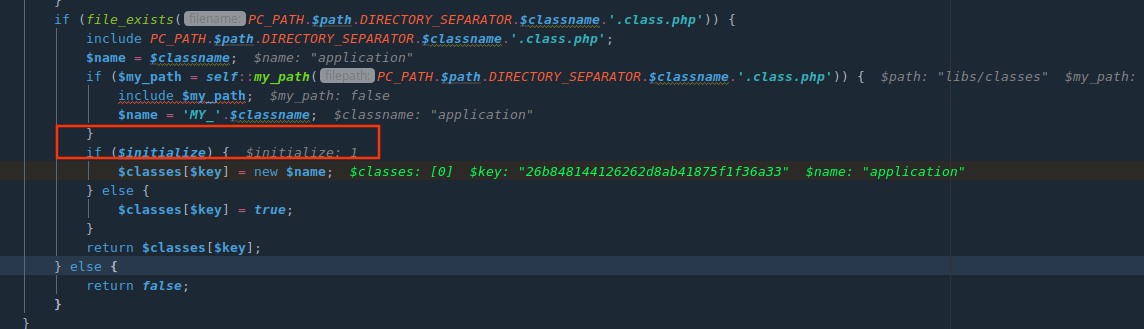 }
if (file_exists( filename: PC_PATH.$path.DIRECTORY_SEPARATOR.$classname.'.class.php')) {
include PC_PATH.$path.DIRECTORY_SEPARATOR.$classname.'.class.php';
$name = $classname; $name: "application"
if ($my_path = self::my_path( filepath: PC_PATH.$path.DIRECTORY_SEPARATOR.$classname.'.class.php')) { $path: "libs/classes" $my_path:
include $my_path; $my_path: false
$name = 'MY_'.$classname; $classname: "application"
}
if ($initialize) { $initialize: 1
$classes[$key] = new $name; $classes: [0] $key: "26b848144126262d8ab41875f1f36a33" $name: "application"
} else {
$classes[$key] = true;
}
return $classes[$key];
} else {
return false;
}
}